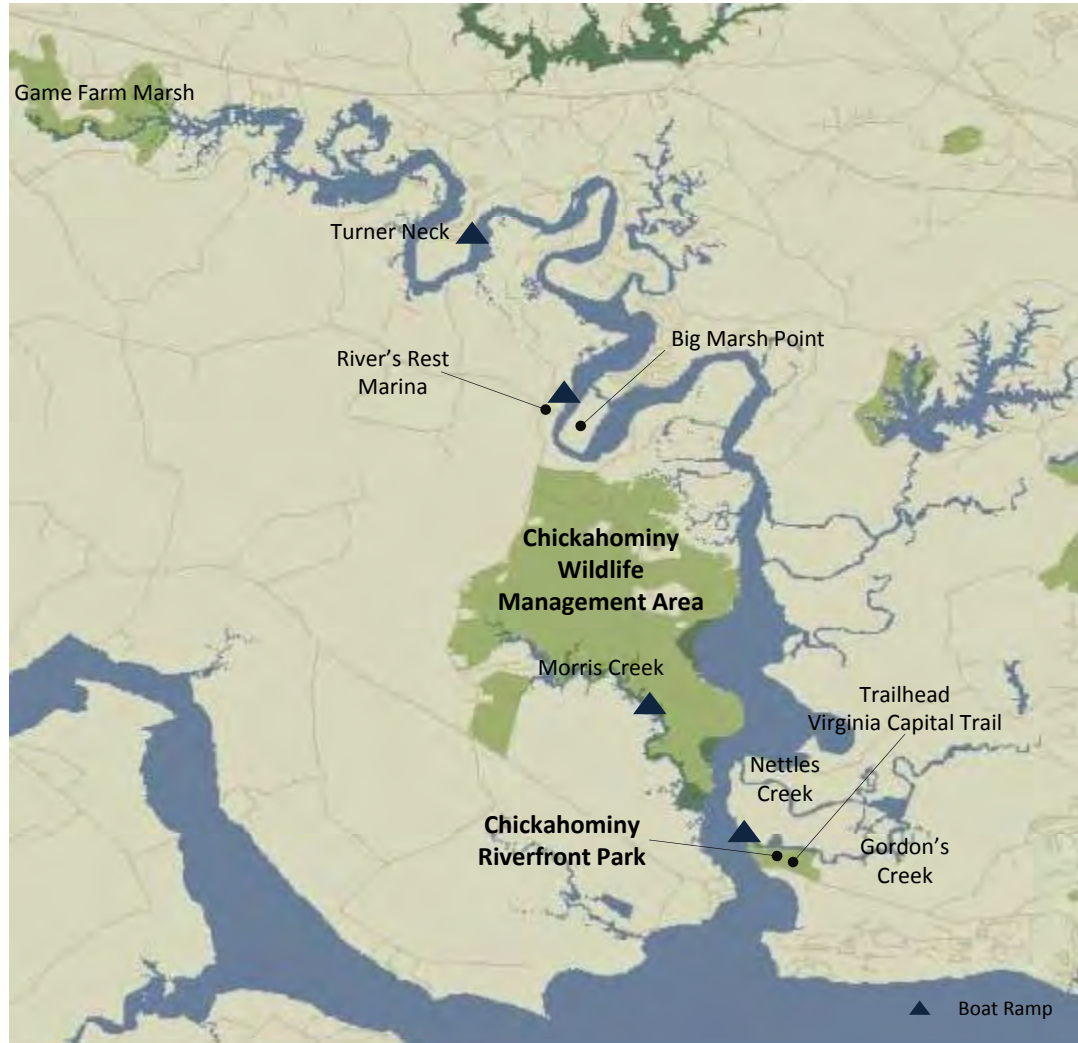 Game Farm Marsh
Turner Neck
Big Marsh Point
River's Rest
Marina
Chickahominy
Wildlife
Management Area
Morris Creek
Trailhead
Virginia Capital Trail
Nettles
Creek
Chickahominy
Riverfront Park
Gordon's
Creek
Boat Ramp